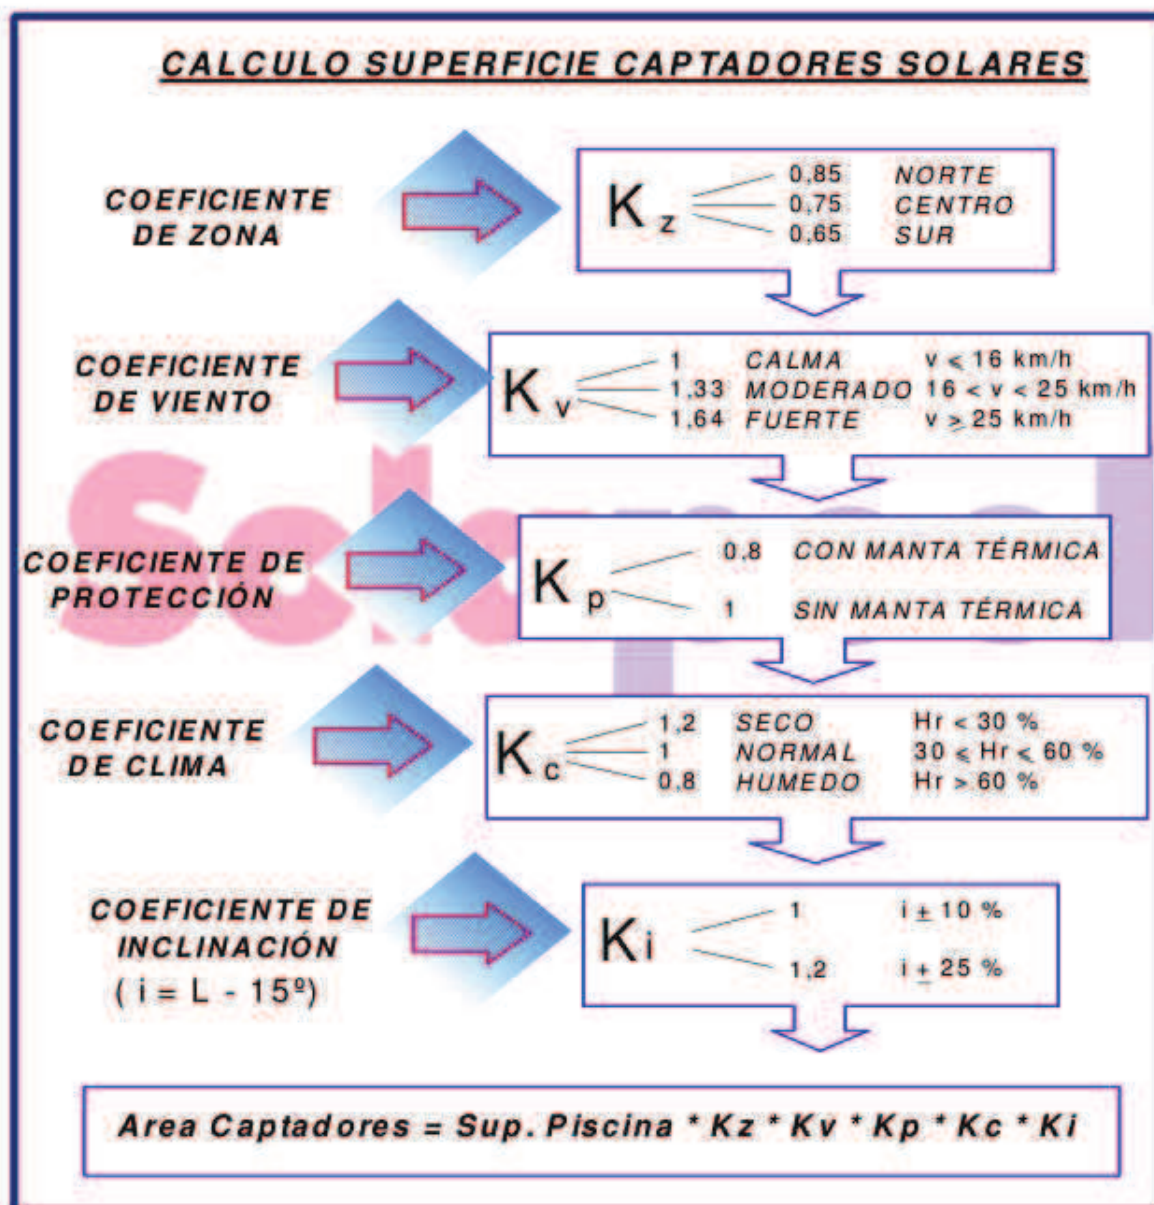 CALCULO SUPERFICIE CAPTADORES SOLARES
COEFICIENTE
DE ZONA
K z
0,85 NORTE
0,75 CENTRO
0,65 SUR
COEFICIENTE
DE VIENTO
K v
1 CALMA v ⩽ 16 km/h
1,33 MODERADO 16 < v < 25 km/h
1,64 FUERTE v ⩾ 25 km/h
COEFICIENTE DE
PROTECCIÓN
K p
0,8 CON MANTA TÉRMICA
1 SIN MANTA TÉRMICA
COEFICIENTE
DE CLIMA
K c
1,2 SECO Hr < 30 %
1 NORMAL 30 ⩽ Hr ⩽ 60 %
0,8 HUMEDO Hr > 60 %
COEFICIENTE DE
INCLINACIÓN
( i = L - 15º)
Ki
1 i ± 10 %
1,2 i ± 25 %
Area Captadores = Sup. Piscina * Kz * Kv * Kp * Kc * Ki